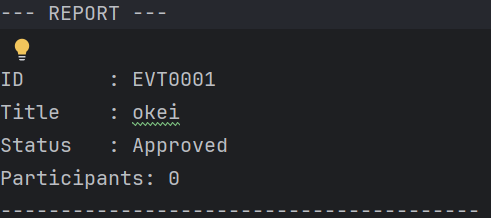 --- REPORT ---
ID       : EVT0001
Title    : okei
Status   : Approved
Participants: 0
----------------------------------------